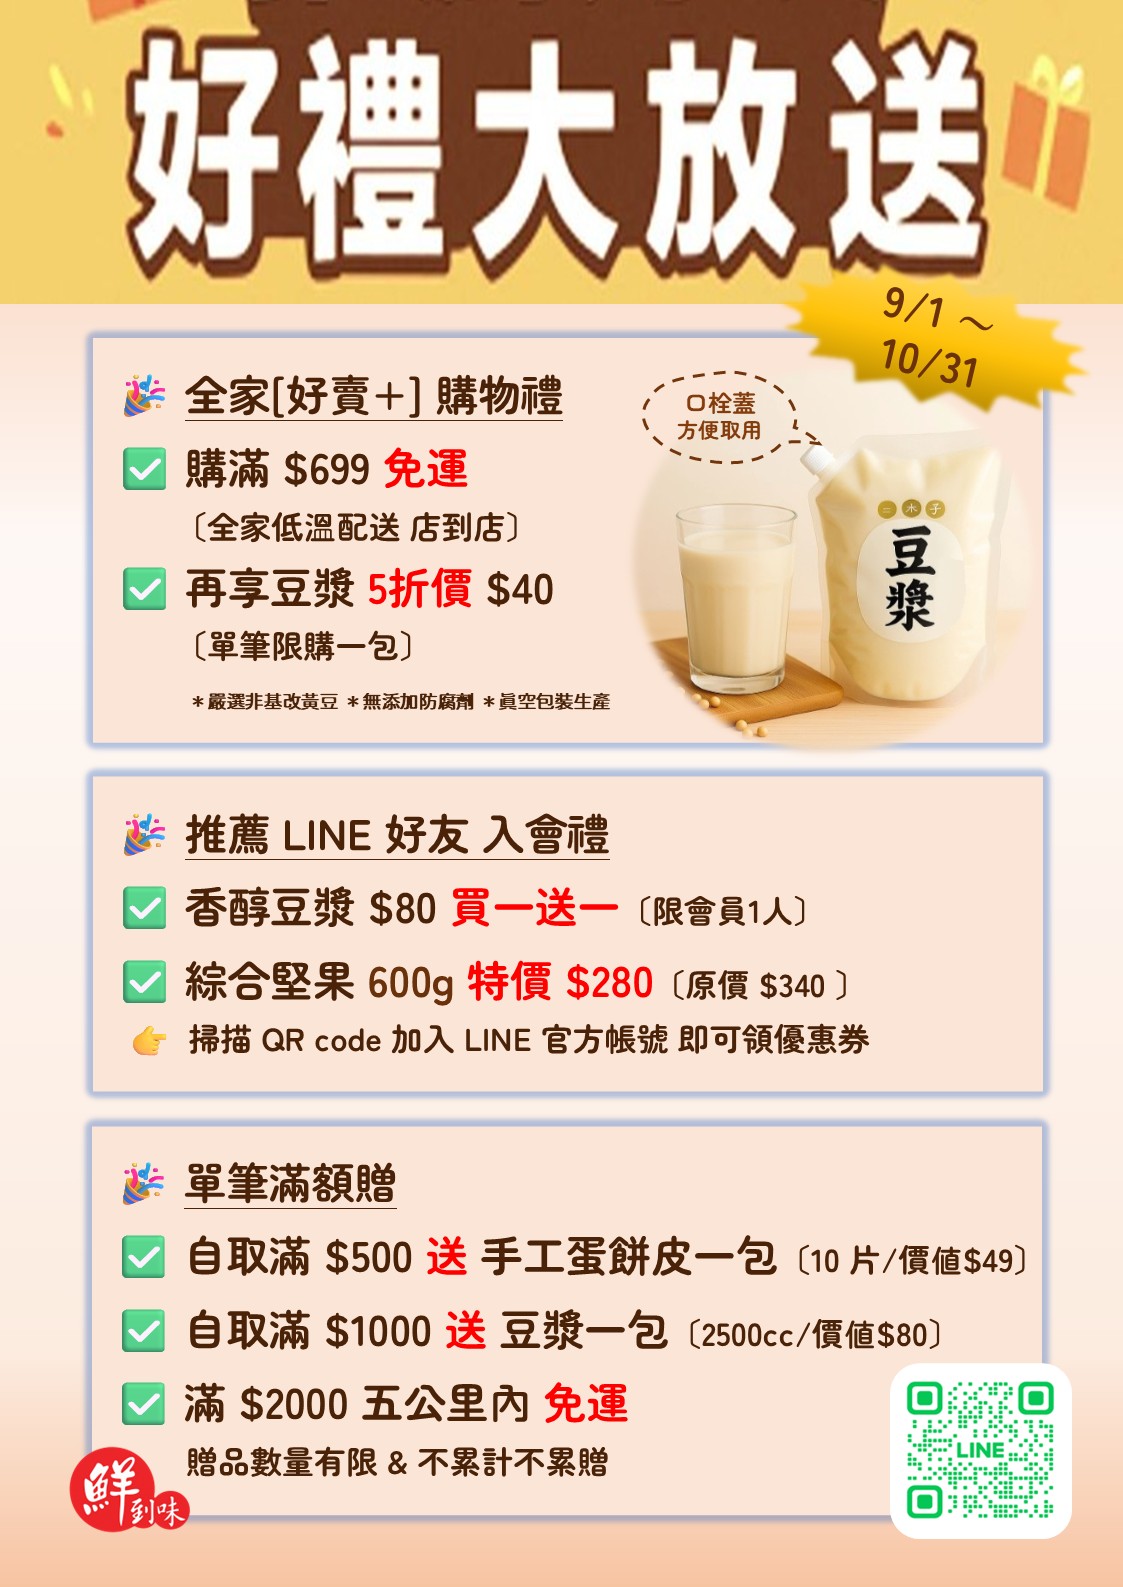 好禮大放送
9/1 ～
10/31
全家[好賣＋] 購物禮
購滿 $699 免運
〔全家低溫配送 店到店〕
再享豆漿 5折價 $40
〔單筆限購一包〕
＊嚴選非基改黃豆 ＊無添加防腐劑 ＊真空包裝生產
口栓蓋
方便取用
二木子
豆漿
推薦 LINE 好友 入會禮
香醇豆漿 $80 買一送一〔限會員1人〕
綜合堅果 600g 特價 $280〔原價 $340 〕
掃描 QR code 加入 LINE 官方帳號 即可領優惠券
單筆滿額贈
自取滿 $500 送 手工蛋餅皮一包〔10 片/價值$49〕
自取滿 $1000 送 豆漿一包〔2500cc/價值$80〕
滿 $2000 五公里內 免運
贈品數量有限 & 不累計不累贈
鮮到味
LINE